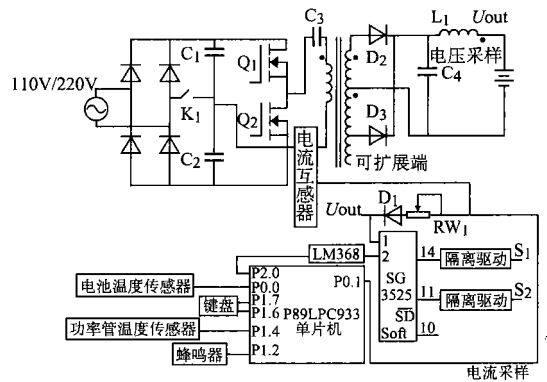 C3
L1
Uout
D2
电压采样
C1
Q1
C4
110V/220V
K1
Q2
D3
C2
可扩展端
电流互感器
Uout
D1
RW1
1
LM368
2
SG
3525
SD
Soft
14
隔离驱动
S1
11
隔离驱动
S2
10
P2.0
P0.1
电池温度传感器
P0.0
键盘
P1.7
P1.6
P89LPC933
单片机
功率管温度传感器
P1.4
蜂鸣器
P1.2
电流采样